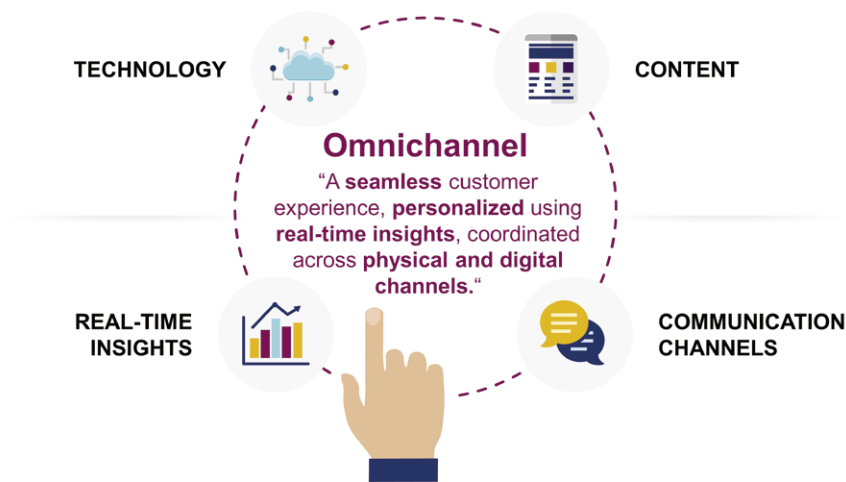 TECHNOLOGY
CONTENT
Omnichannel
“A seamless customer
experience, personalized using
real-time insights, coordinated
across physical and digital
channels.“
REAL-TIME
INSIGHTS
COMMUNICATION
CHANNELS